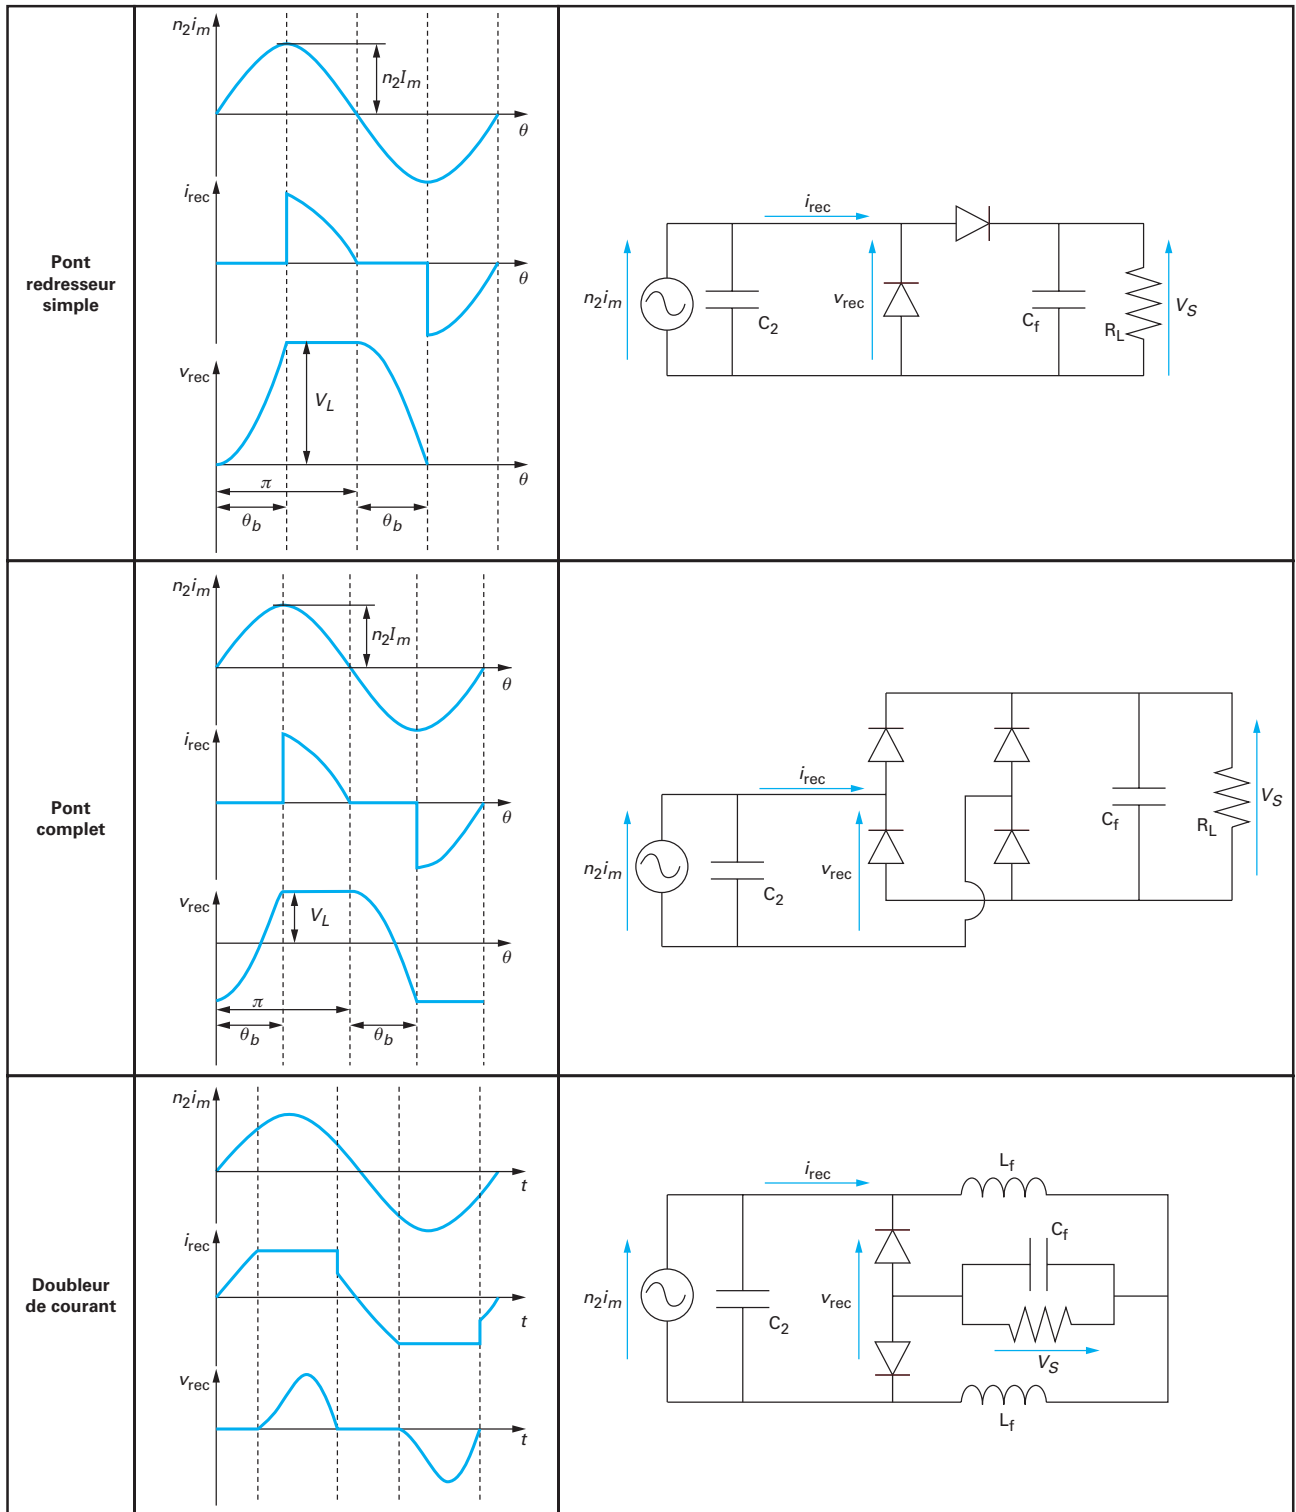 Pont
redresseur
simple
n2im
n2Im
θ
irec
θ
vrec
VL
θ
π
θb
θb
irec
n2im
C2
vrec
Cf
RL
VS
Pont
complet
n2im
n2Im
θ
irec
θ
vrec
VL
θ
π
θb
θb
irec
n2im
C2
vrec
Cf
RL
VS
Doubleur
de courant
n2im
t
irec
t
vrec
t
irec
Lf
Cf
n2im
C2
vrec
VS
Lf